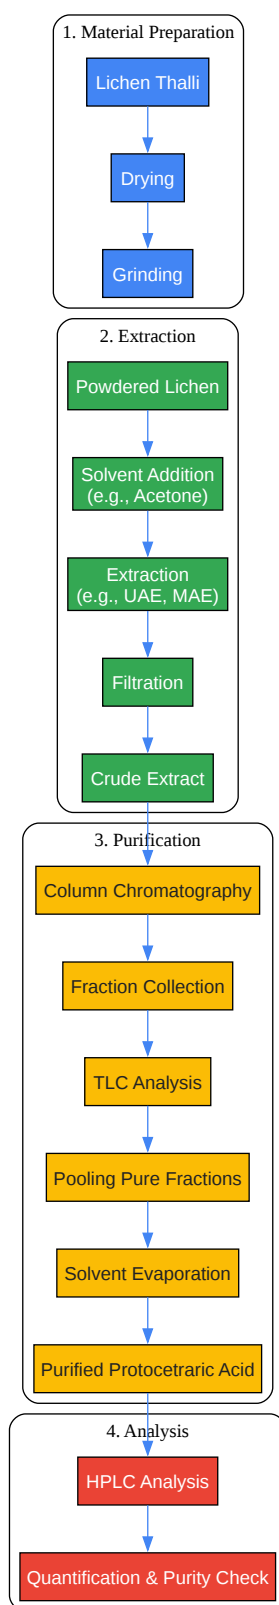 1. Material Preparation
Lichen Thalli
Drying
Grinding
2. Extraction
Powdered Lichen
Solvent Addition
(e.g., Acetone)
Extraction
(e.g., UAE, MAE)
Filtration
Crude Extract
3. Purification
Column Chromatography
Fraction Collection
TLC Analysis
Pooling Pure Fractions
Solvent Evaporation
Purified Protocetraric Acid
4. Analysis
HPLC Analysis
Quantification & Purity Check